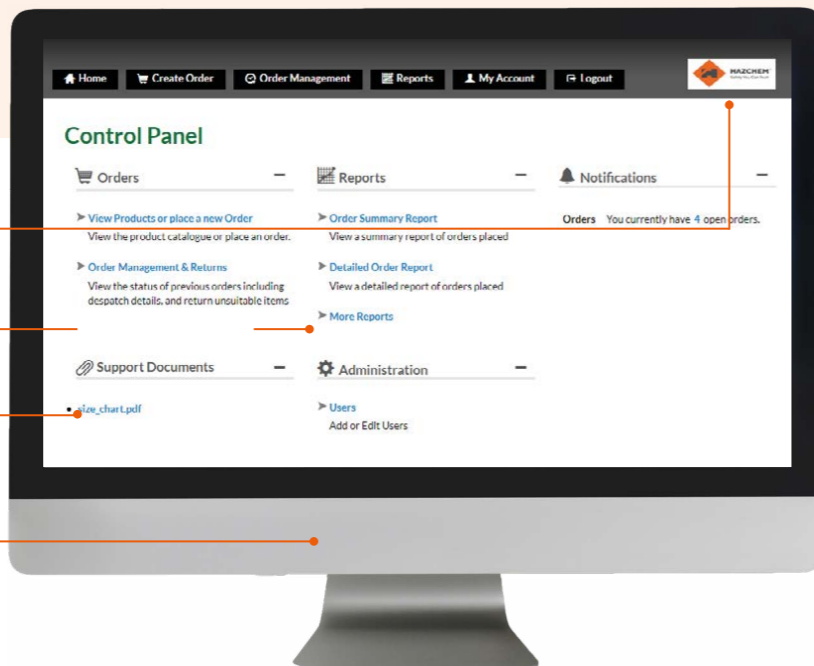 Home Create Order Order Management Reports My Account Logout
HAZCHEM
Control Panel
Orders
View Products or place a new Order
View the product catalogue or place an order.
Order Management & Returns
View the status of previous orders including
despatch details, and return unsuitable items
Reports
Order Summary Report
View a summary report of orders placed
Detailed Order Report
View a detailed report of orders placed
More Reports
Notifications
Orders You currently have 4 open orders.
Support Documents
size_chart.pdf
Administration
Users
Add or Edit Users